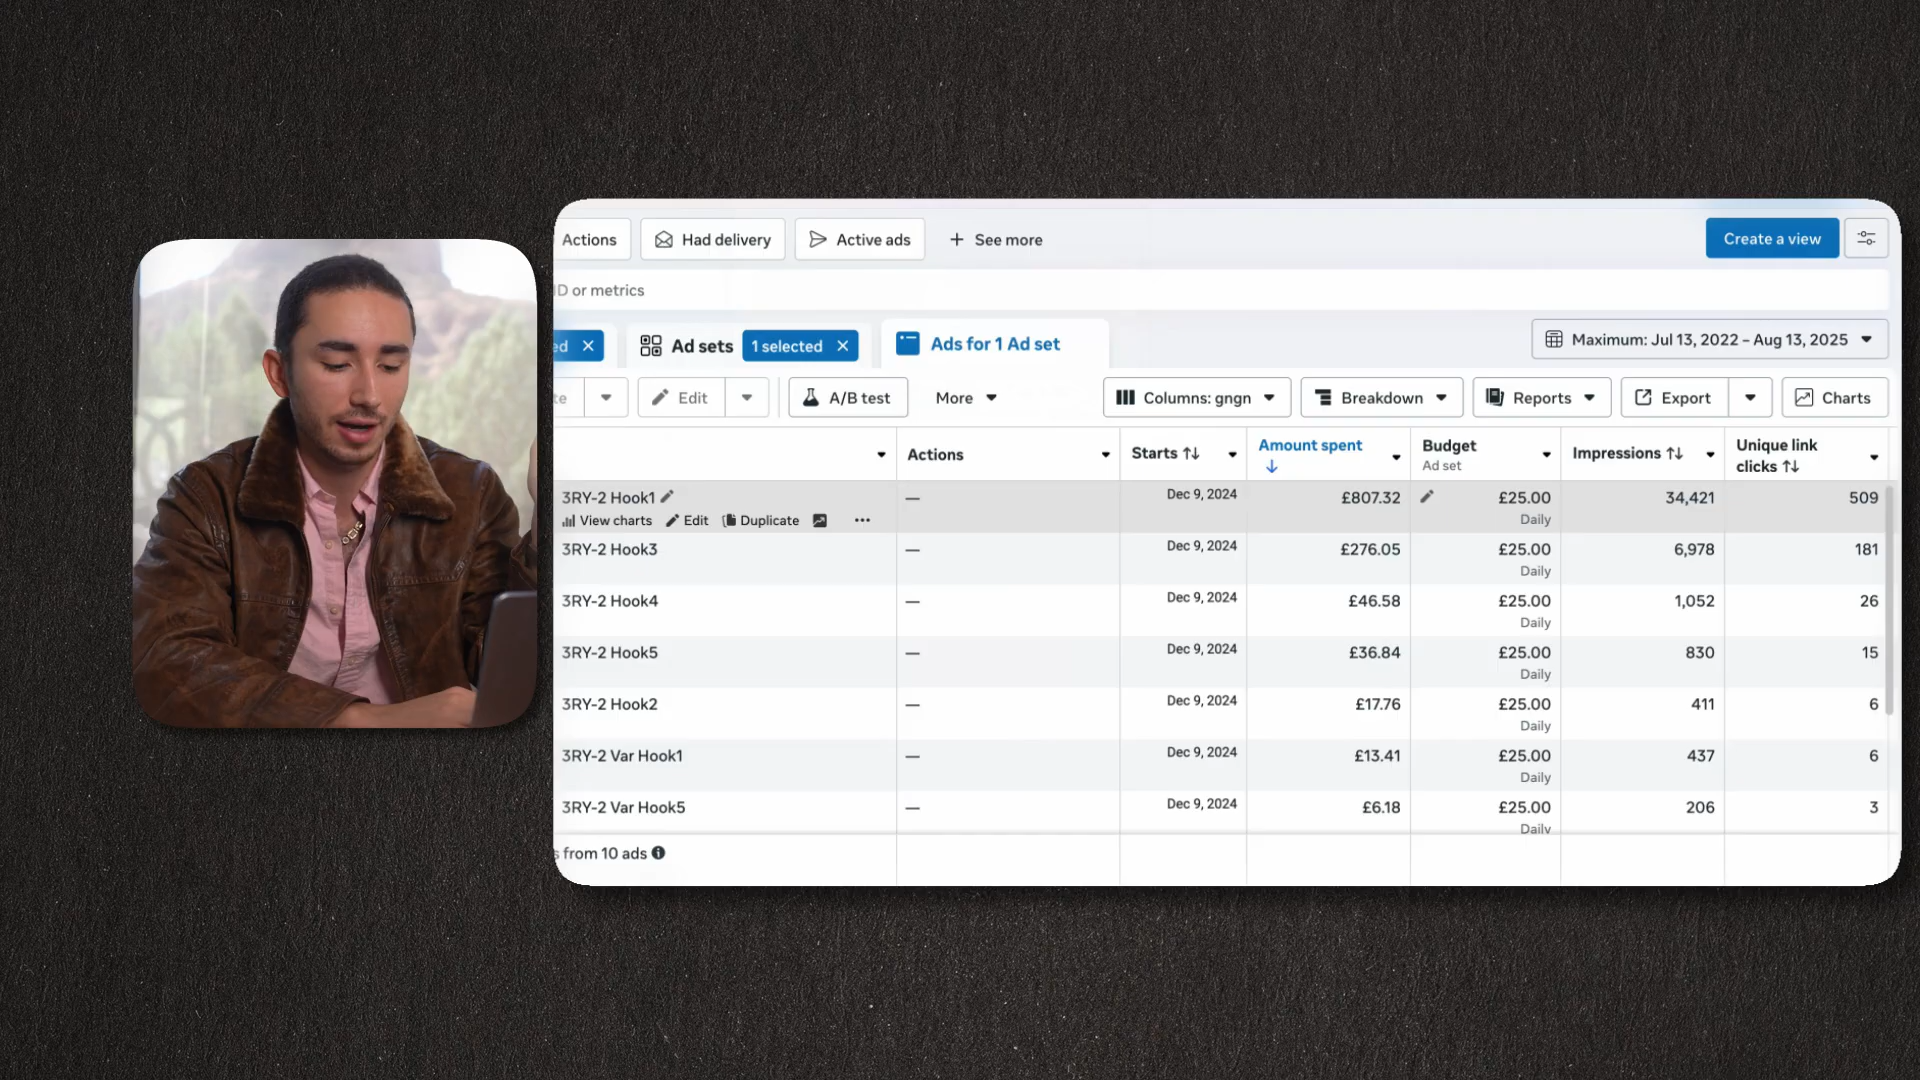 Actions Had delivery Active ads + See more Create a view
ID or metrics
ed × Ad sets 1 selected × Ads for 1 Ad set Maximum: Jul 13, 2022 – Aug 13, 2025
te Edit A/B test More Columns: gngn Breakdown Reports Export Charts
Actions Starts Amount spent Budget Impressions Unique link clicks
Ad set
3RY-2 Hook1 — Dec 9, 2024 £807.32 £25.00 34,421 509
View charts Edit Duplicate ••• Daily
3RY-2 Hook3 — Dec 9, 2024 £276.05 £25.00 6,978 181
Daily
3RY-2 Hook4 — Dec 9, 2024 £46.58 £25.00 1,052 26
Daily
3RY-2 Hook5 — Dec 9, 2024 £36.84 £25.00 830 15
Daily
3RY-2 Hook2 — Dec 9, 2024 £17.76 £25.00 411 6
Daily
3RY-2 Var Hook1 — Dec 9, 2024 £13.41 £25.00 437 6
Daily
3RY-2 Var Hook5 — Dec 9, 2024 £6.18 £25.00 206 3
Daily
s from 10 ads